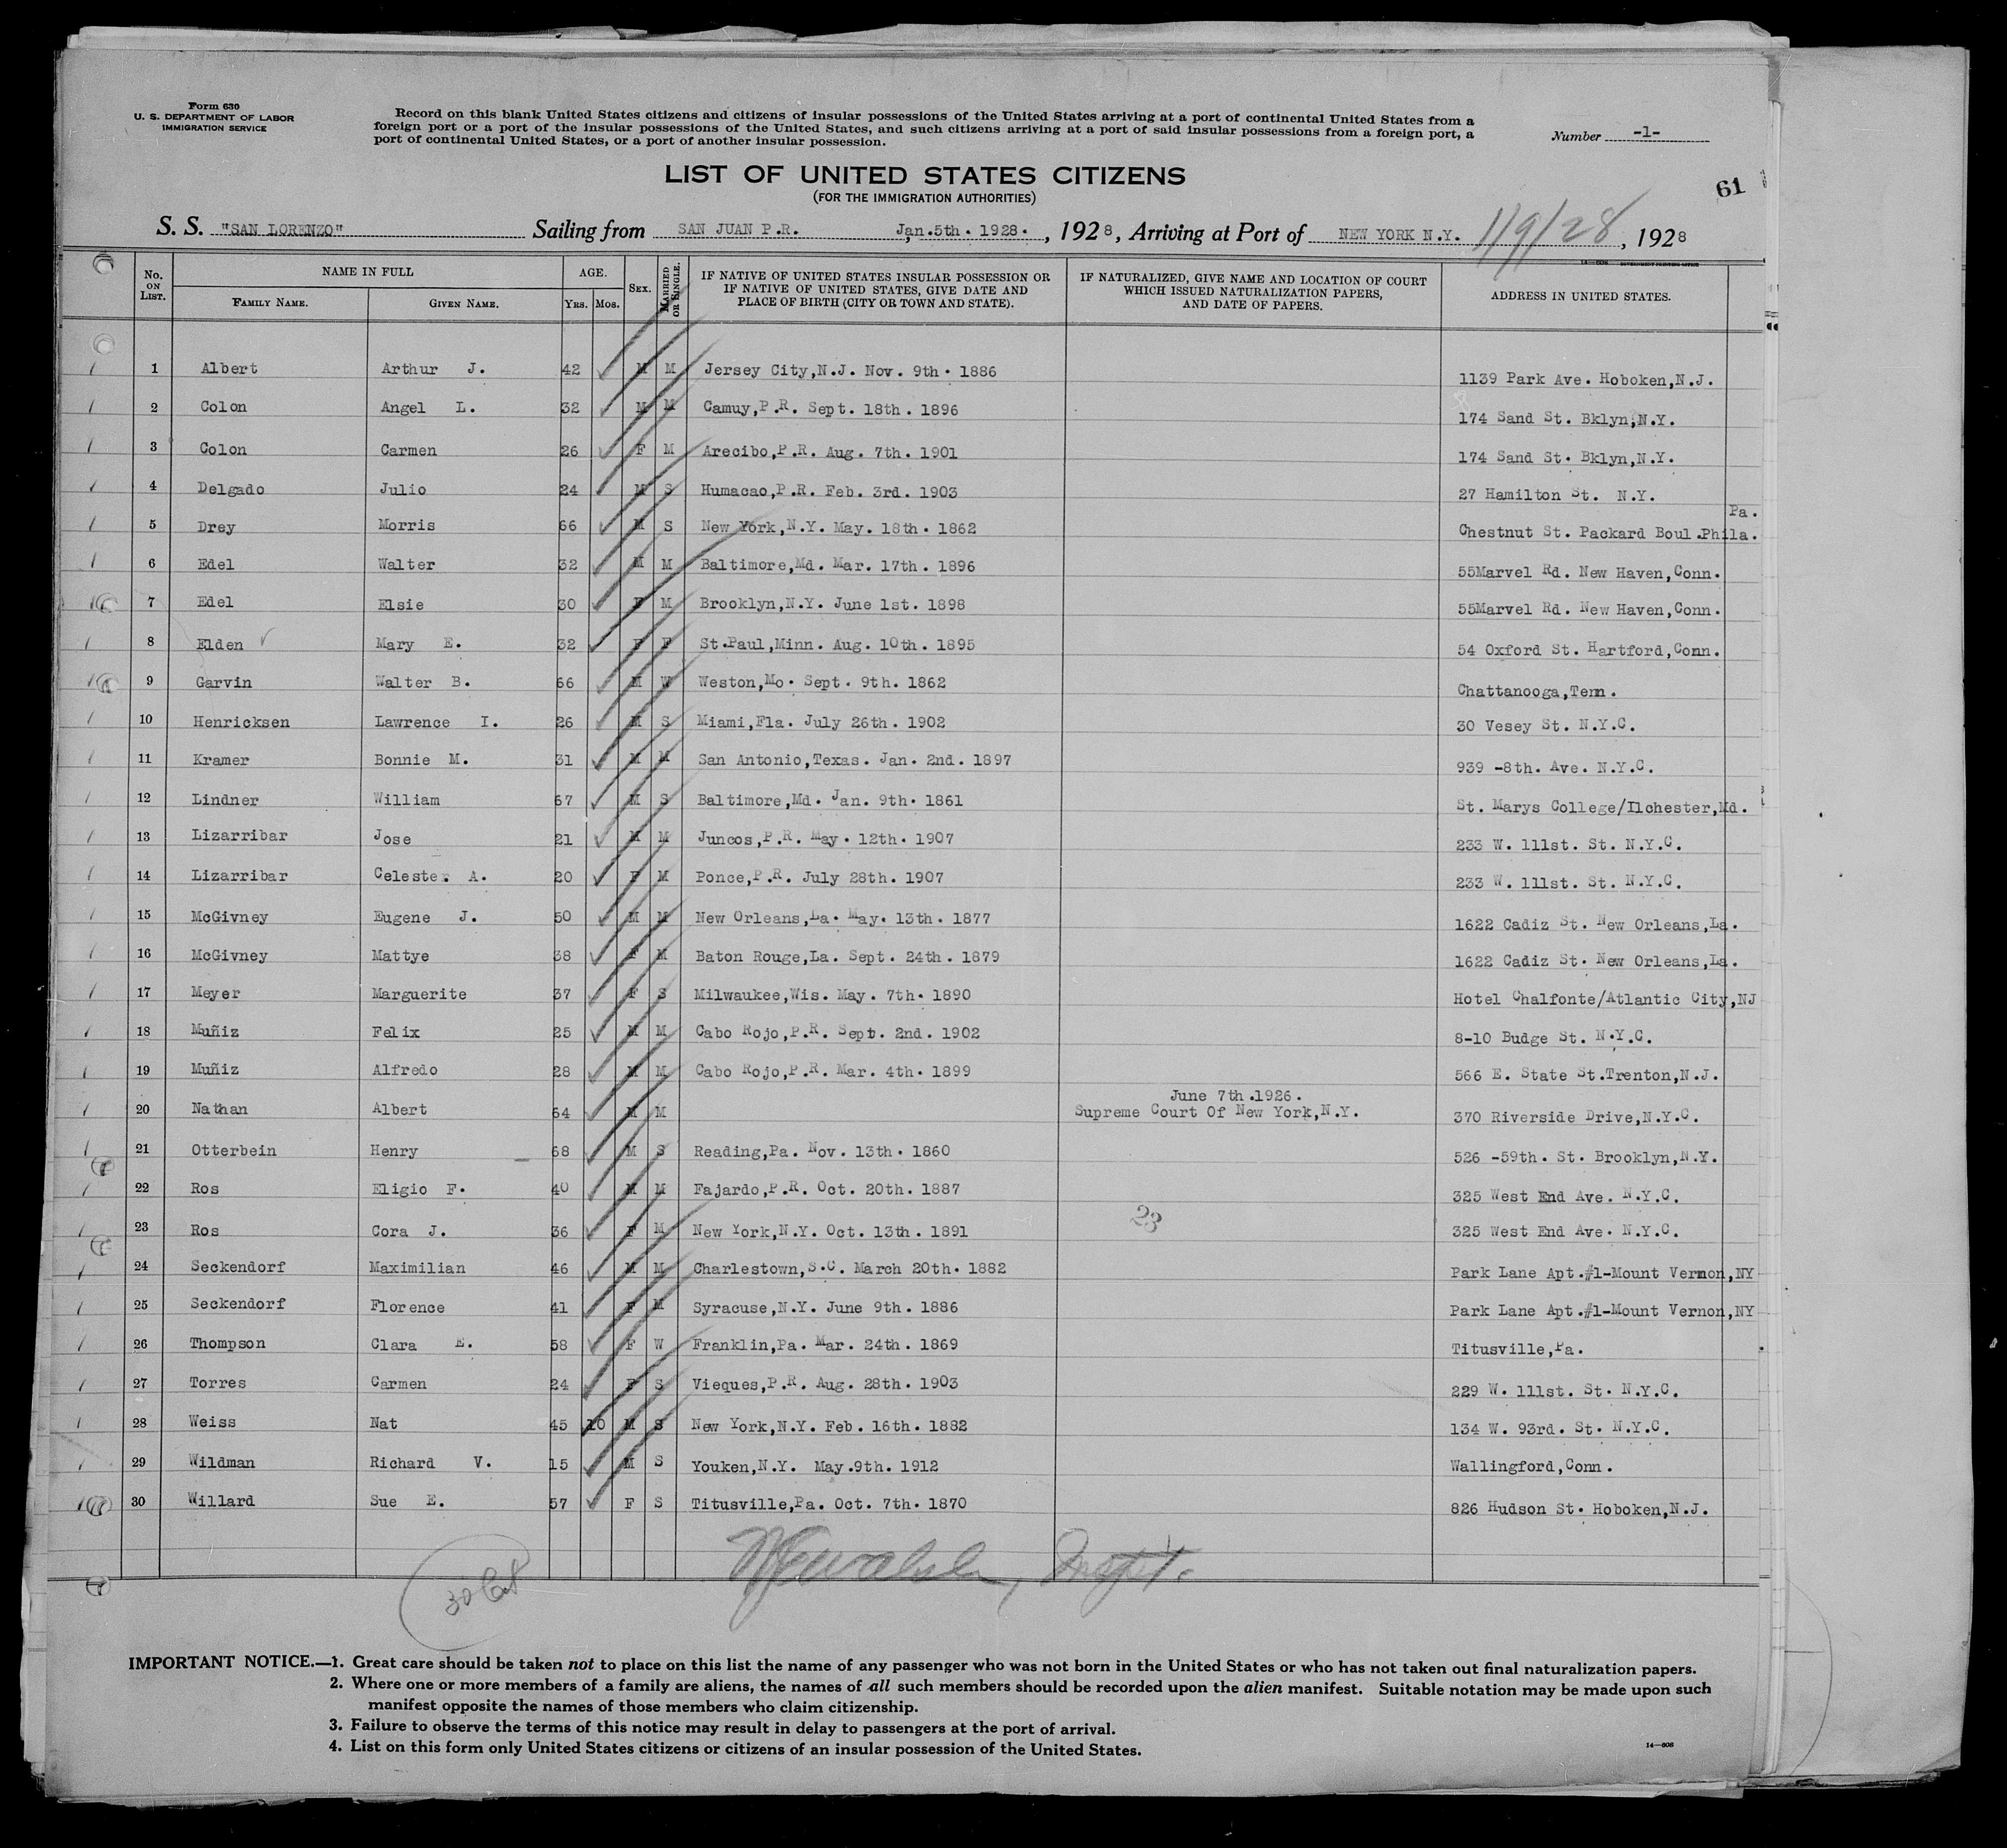 Form 630
U. S. DEPARTMENT OF LABOR
IMMIGRATION SERVICE
Record on this blank United States citizens and citizens of insular possessions of the United States arriving at a port of continental United States from a
foreign port or a port of the insular possessions of the United States, and such citizens arriving at a port of said insular possessions from a foreign port, a
port of continental United States, or a port of another insular possession.
Number -1-
LIST OF UNITED STATES CITIZENS
(FOR THE IMMIGRATION AUTHORITIES)
61
S. S. "SAN LORENZO" Sailing from SAN JUAN P.R. Jan.5th. 1928. , 1928, Arriving at Port of NEW YORK N.Y. 1/9/28, 1928
No. ON LIST. NAME IN FULL FAMILY NAME. GIVEN NAME. AGE. YRS. MOS. SEX. MARRIED OR SINGLE. IF NATIVE OF UNITED STATES INSULAR POSSESSION OR IF NATIVE OF UNITED STATES, GIVE DATE AND PLACE OF BIRTH (CITY OR TOWN AND STATE). IF NATURALIZED, GIVE NAME AND LOCATION OF COURT WHICH ISSUED NATURALIZATION PAPERS, AND DATE OF PAPERS. ADDRESS IN UNITED STATES.
1 Albert Arthur J. 42 M M Jersey City,N.J. Nov. 9th. 1886 1139 Park Ave. Hoboken,N.J.
2 Colon Angel L. 32 M M Camuy,P.R. Sept. 18th. 1896 174 Sand St. Bklyn,N.Y.
3 Colon Carmen 26 F M Arecibo,P.R. Aug. 7th. 1901 174 Sand St. Bklyn,N.Y.
4 Delgado Julio 24 M S Humacao,P.R. Feb. 3rd. 1903 27 Hamilton St. N.Y.
5 Drey Morris 66 M S New York,N.Y. May. 18th. 1862 Chestnut St. Packard Boul.Phila. Pa.
6 Edel Walter 32 M M Baltimore,Md. Mar. 17th. 1896 55Marvel Rd. New Haven,Conn.
7 Edel Elsie 30 F M Brooklyn,N.Y. June 1st. 1898 55Marvel Rd. New Haven,Conn.
8 Elden Mary E. 32 F F St.Paul,Minn. Aug. 10th. 1895 54 Oxford St. Hartford,Conn.
9 Garvin Walter B. 66 M W Weston,Mo. Sept. 9th. 1862 Chattanooga,Tenn.
10 Henricksen Lawrence I. 26 M S Miami,Fla. July 26th. 1902 30 Vesey St. N.Y.C.
11 Kramer Bonnie M. 31 M M San Antonio,Texas. Jan. 2nd. 1897 939 -8th. Ave. N.Y.C.
12 Lindner William 67 M S Baltimore,Md. Jan. 9th. 1861 St. Marys College/Ilchester,Md.
13 Lizarribar Jose 21 M M Juncos,P.R. May. 12th. 1907 233 W. 111st. St. N.Y.C.
14 Lizarribar Celeste. A. 20 F M Ponce,P.R. July 28th. 1907 233 W. 111st. St. N.Y.C.
15 McGivney Eugene J. 50 M M New Orleans,La. May. 13th. 1877 1622 Cadiz St. New Orleans,La.
16 McGivney Mattye 38 F M Baton Rouge,La. Sept. 24th. 1879 1622 Cadiz St. New Orleans,La.
17 Meyer Marguerite 37 F S Milwaukee,Wis. May. 7th. 1890 Hotel Chalfonte/Atlantic City,NJ
18 Muñiz Felix 25 M M Cabo Rojo,P.R. Sept. 2nd. 1902 8-10 Budge St. N.Y.C.
19 Muñiz Alfredo 28 M M Cabo Rojo,P.R. Mar. 4th. 1899 566 E. State St.Trenton,N.J.
20 Nathan Albert 64 M M June 7th.1926. Supreme Court Of New York,N.Y. 370 Riverside Drive,N.Y.C.
21 Otterbein Henry 68 M S Reading,Pa. Nov. 13th. 1860 526 -59th. St. Brooklyn,N.Y.
22 Ros Eligio F. 40 M M Fajardo,P.R. Oct. 20th. 1887 325 West End Ave. N.Y.C.
23 Ros Cora J. 36 F M New York,N.Y. Oct. 13th. 1891 23 325 West End Ave. N.Y.C.
24 Seckendorf Maximilian 46 M M Charlestown,S.C. March 20th. 1882 Park Lane Apt.#1-Mount Vernon,NY
25 Seckendorf Florence 41 F M Syracuse,N.Y. June 9th. 1886 Park Lane Apt.#1-Mount Vernon,NY
26 Thompson Clara E. 58 F W Franklin,Pa. Mar. 24th. 1869 Titusville,Pa.
27 Torres Carmen 24 F S Vieques,P.R. Aug. 28th. 1903 229 W. 111st. St. N.Y.C.
28 Weiss Nat 45 10 M S New York,N.Y. Feb. 16th. 1882 134 W. 93rd. St. N.Y.C.
29 Wildman Richard V. 15 M S Youken,N.Y. May.9th. 1912 Wallingford,Conn.
30 Willard Sue E. 57 F S Titusville,Pa. Oct. 7th. 1870 826 Hudson St. Hoboken,N.J.
30
IMPORTANT NOTICE.—1. Great care should be taken not to place on this list the name of any passenger who was not born in the United States or who has not taken out final naturalization papers.
2. Where one or more members of a family are aliens, the names of all such members should be recorded upon the alien manifest. Suitable notation may be made upon such
manifest opposite the names of those members who claim citizenship.
3. Failure to observe the terms of this notice may result in delay to passengers at the port of arrival.
4. List on this form only United States citizens or citizens of an insular possession of the United States.
14—608